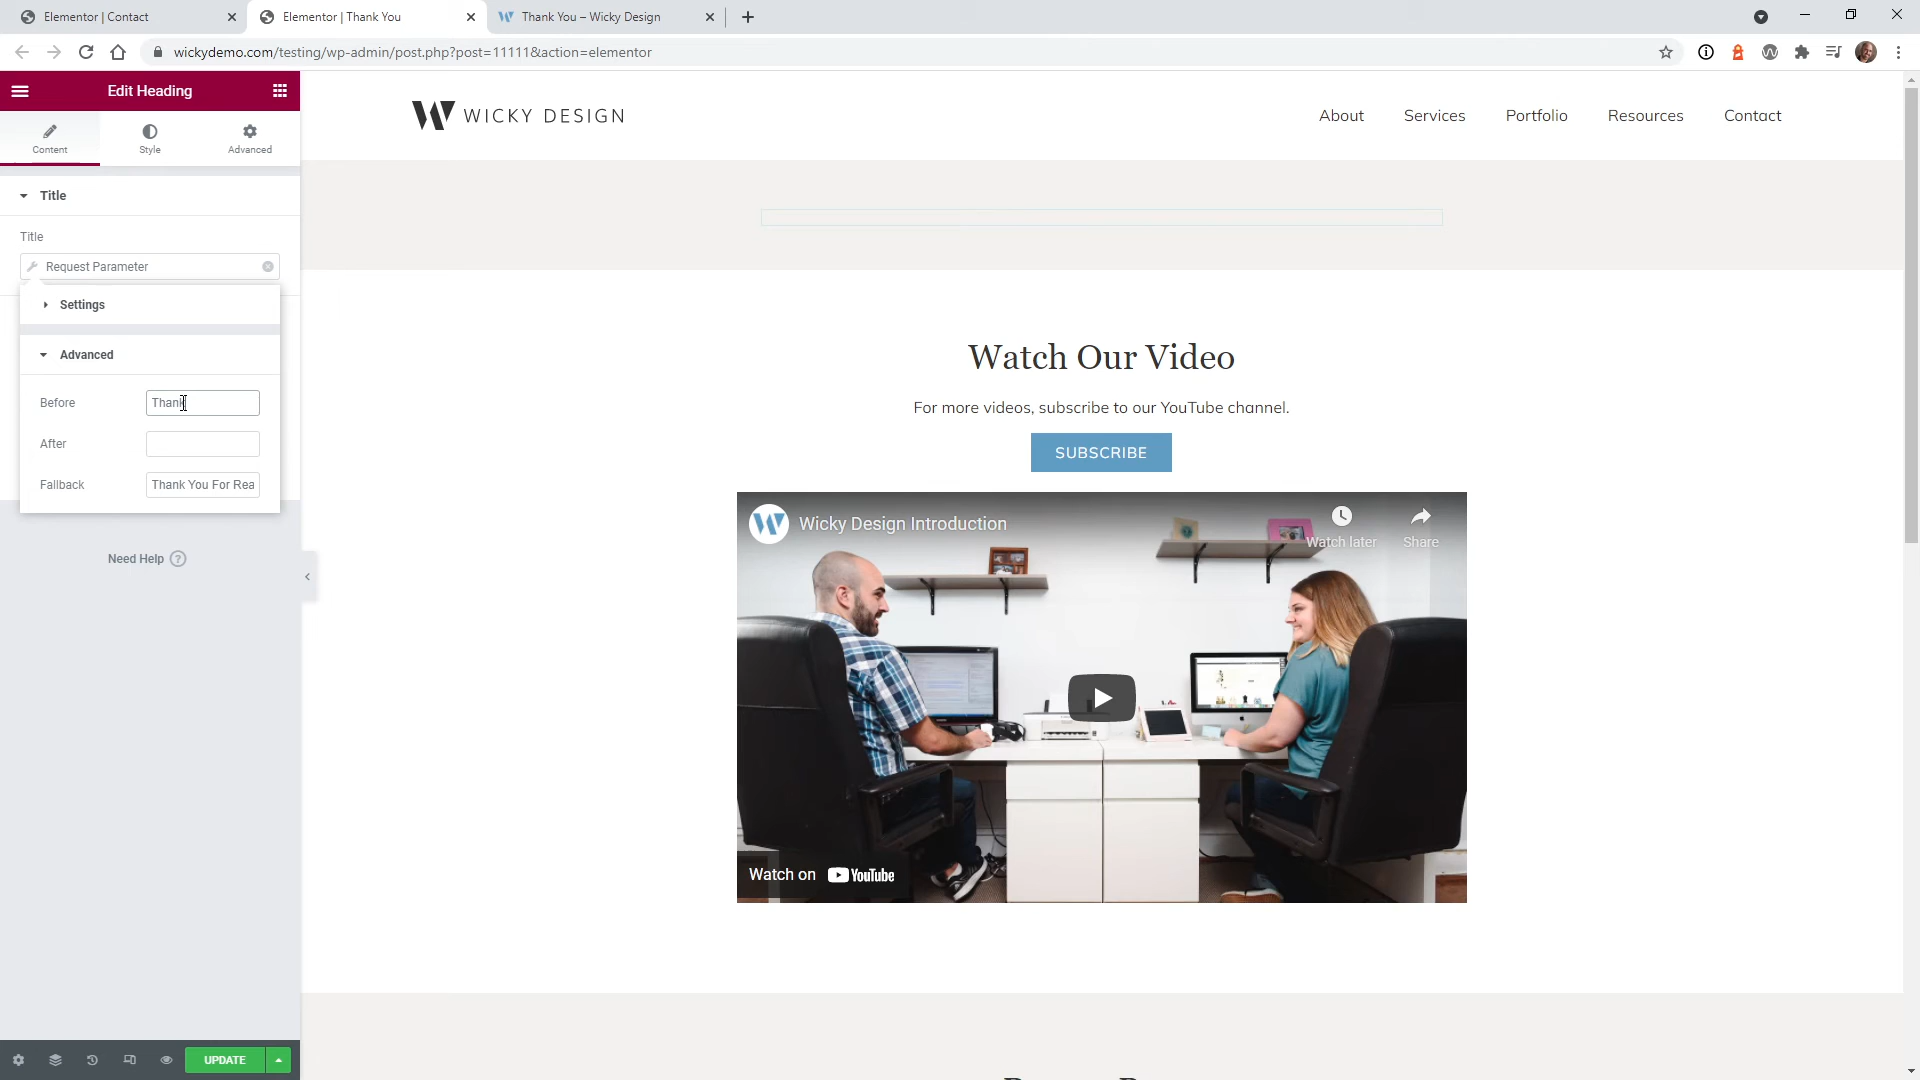 Elementor | Contact
Elementor | Thank You
Thank You – Wicky Design
wickydemo.com/testing/wp-admin/post.php?post=11111&action=elementor
Edit Heading
Content
Style
Advanced
Title
Title
Request Parameter
Settings
Advanced
Before
Thank
After
Fallback
Thank You For Rea
Need Help
UPDATE
WICKY DESIGN
About
Services
Portfolio
Resources
Contact
Watch Our Video
For more videos, subscribe to our YouTube channel.
SUBSCRIBE
Wicky Design Introduction
Watch later
Share
Watch on YouTube